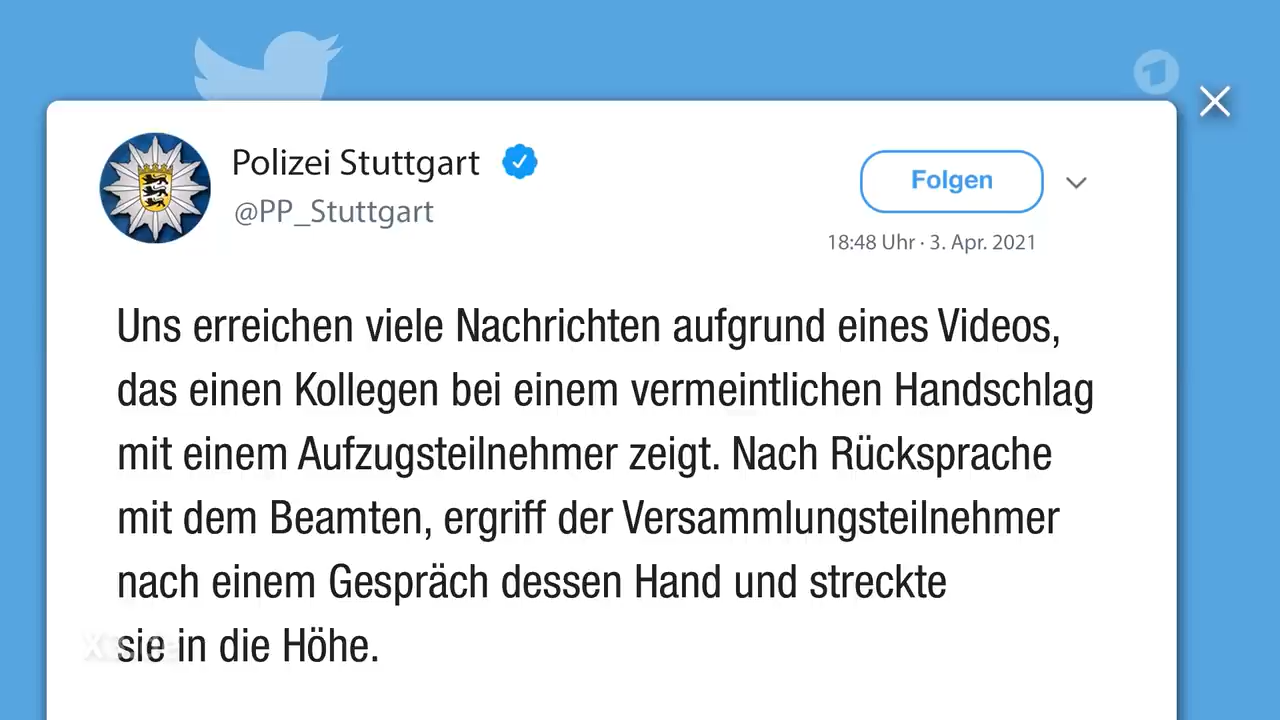 Polizei Stuttgart
@PP_Stuttgart
Folgen
18:48 Uhr · 3. Apr. 2021
Uns erreichen viele Nachrichten aufgrund eines Videos,
das einen Kollegen bei einem vermeintlichen Handschlag
mit einem Aufzugsteilnehmer zeigt. Nach Rücksprache
mit dem Beamten, ergriff der Versammlungsteilnehmer
nach einem Gespräch dessen Hand und streckte
sie in die Höhe.